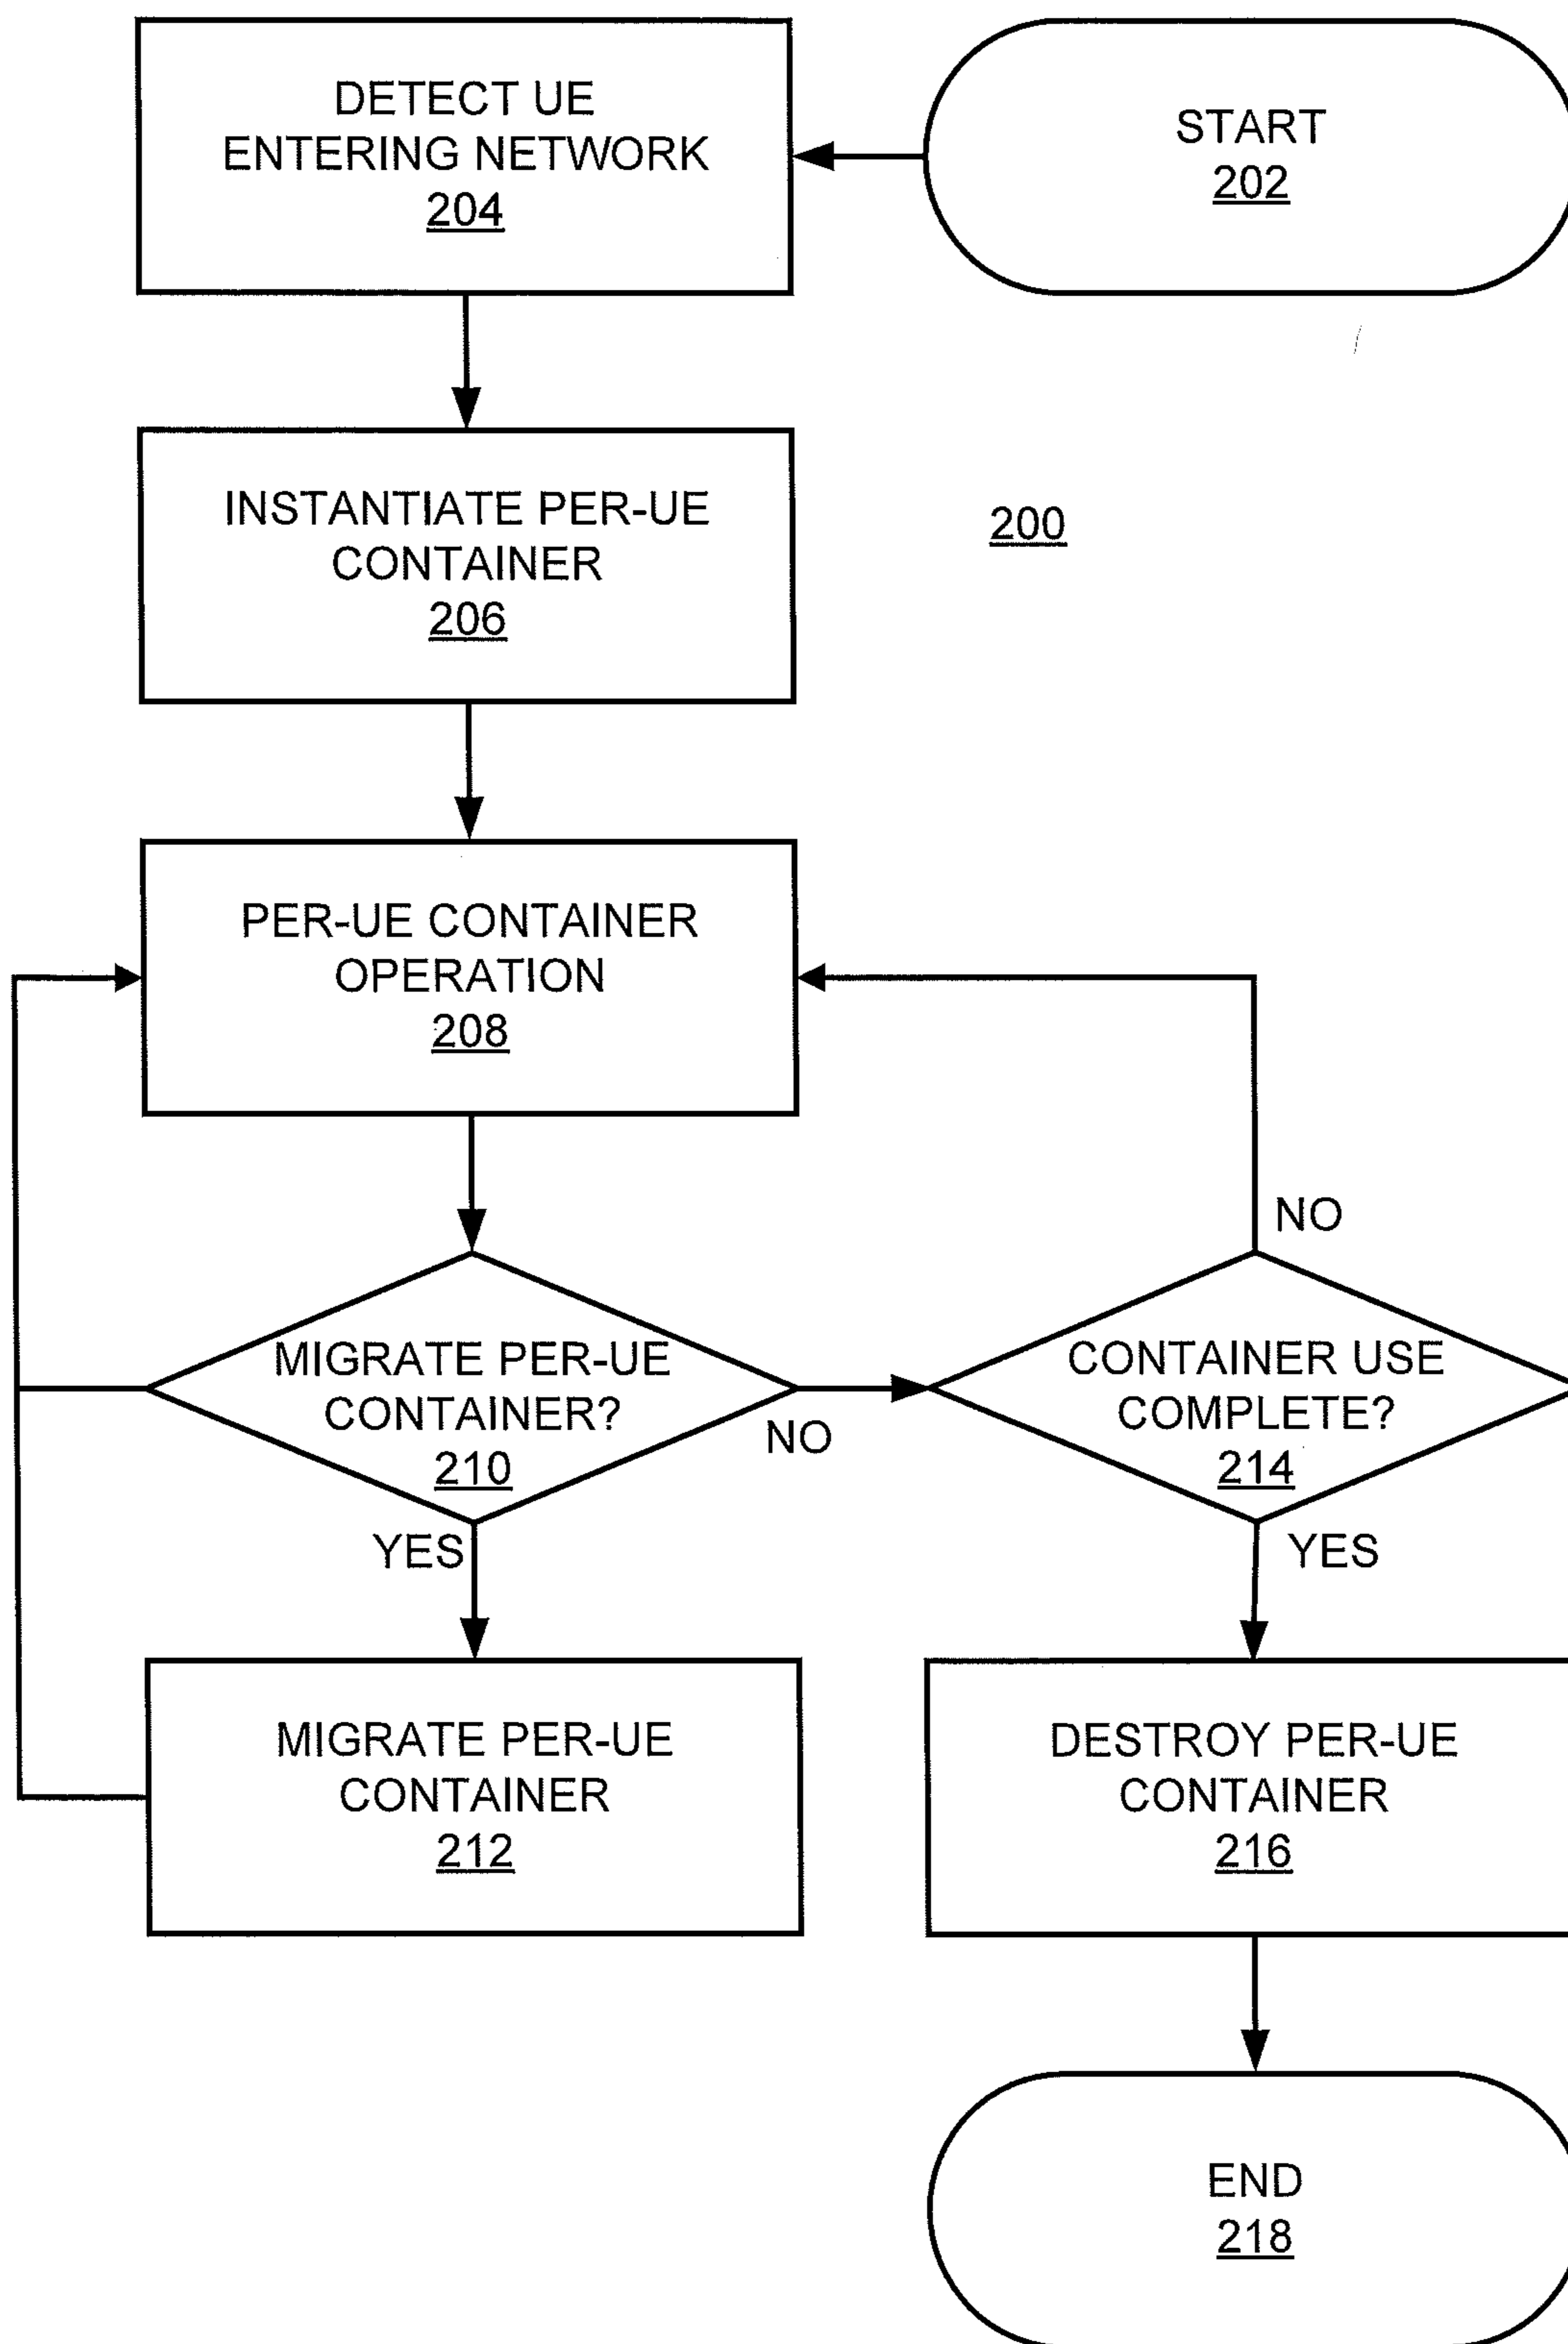 DETECT UE
ENTERING NETWORK
204
START
202
INSTANTIATE PER-UE
CONTAINER
206
200
PER-UE CONTAINER
OPERATION
208
NO
MIGRATE PER-UE
CONTAINER?
210
NO
CONTAINER USE
COMPLETE?
214
YES
YES
MIGRATE PER-UE
CONTAINER
212
DESTROY PER-UE
CONTAINER
216
END
218